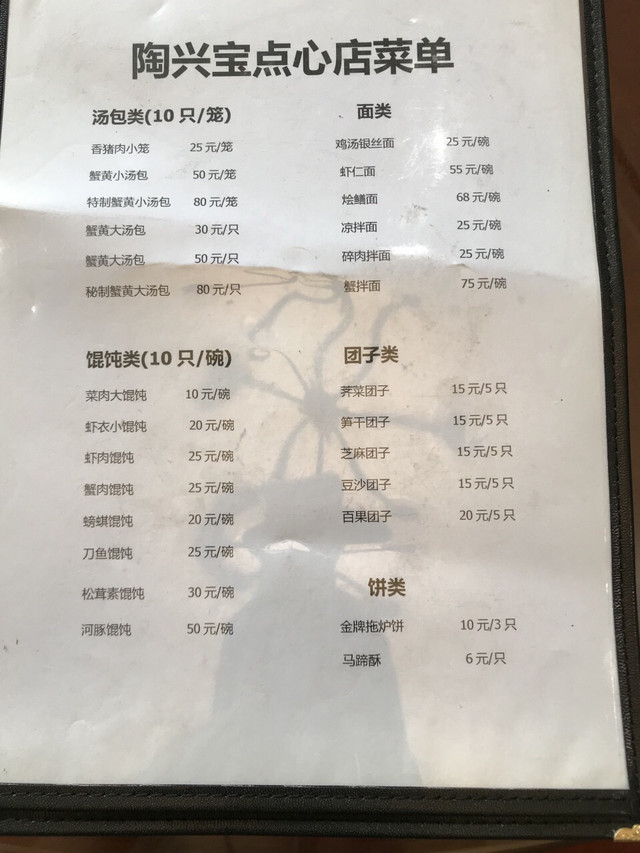 陶兴宝点心店菜单
汤包类(10只/笼)
香猪肉小笼 25元/笼
蟹黄小汤包 50元/笼
特制蟹黄小汤包 80元/笼
蟹黄大汤包 30元/只
蟹黄大汤包 50元/只
秘制蟹黄大汤包 80元/只
馄饨类(10只/碗)
菜肉大馄饨 10元/碗
虾衣小馄饨 20元/碗
虾肉馄饨 25元/碗
蟹肉馄饨 25元/碗
螃蜞馄饨 20元/碗
刀鱼馄饨 25元/碗
松茸素馄饨 30元/碗
河豚馄饨 50元/碗
面类
鸡汤银丝面 25元/碗
虾仁面 55元/碗
烩鳝面 68元/碗
凉拌面 25元/碗
碎肉拌面 25元/碗
蟹拌面 75元/碗
团子类
荠菜团子 15元/5只
笋干团子 15元/5只
芝麻团子 15元/5只
豆沙团子 15元/5只
百果团子 20元/5只
饼类
金牌拖炉饼 10元/3只
马蹄酥 6元/只